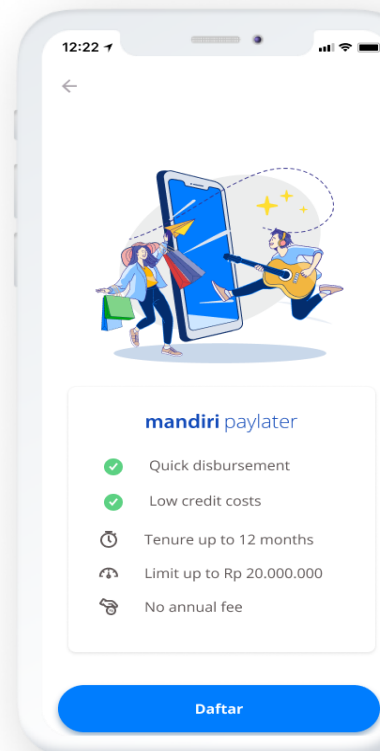 12:22
mandiri paylater
Quick disbursement
Low credit costs
Tenure up to 12 months
Limit up to Rp 20.000.000
No annual fee
Daftar